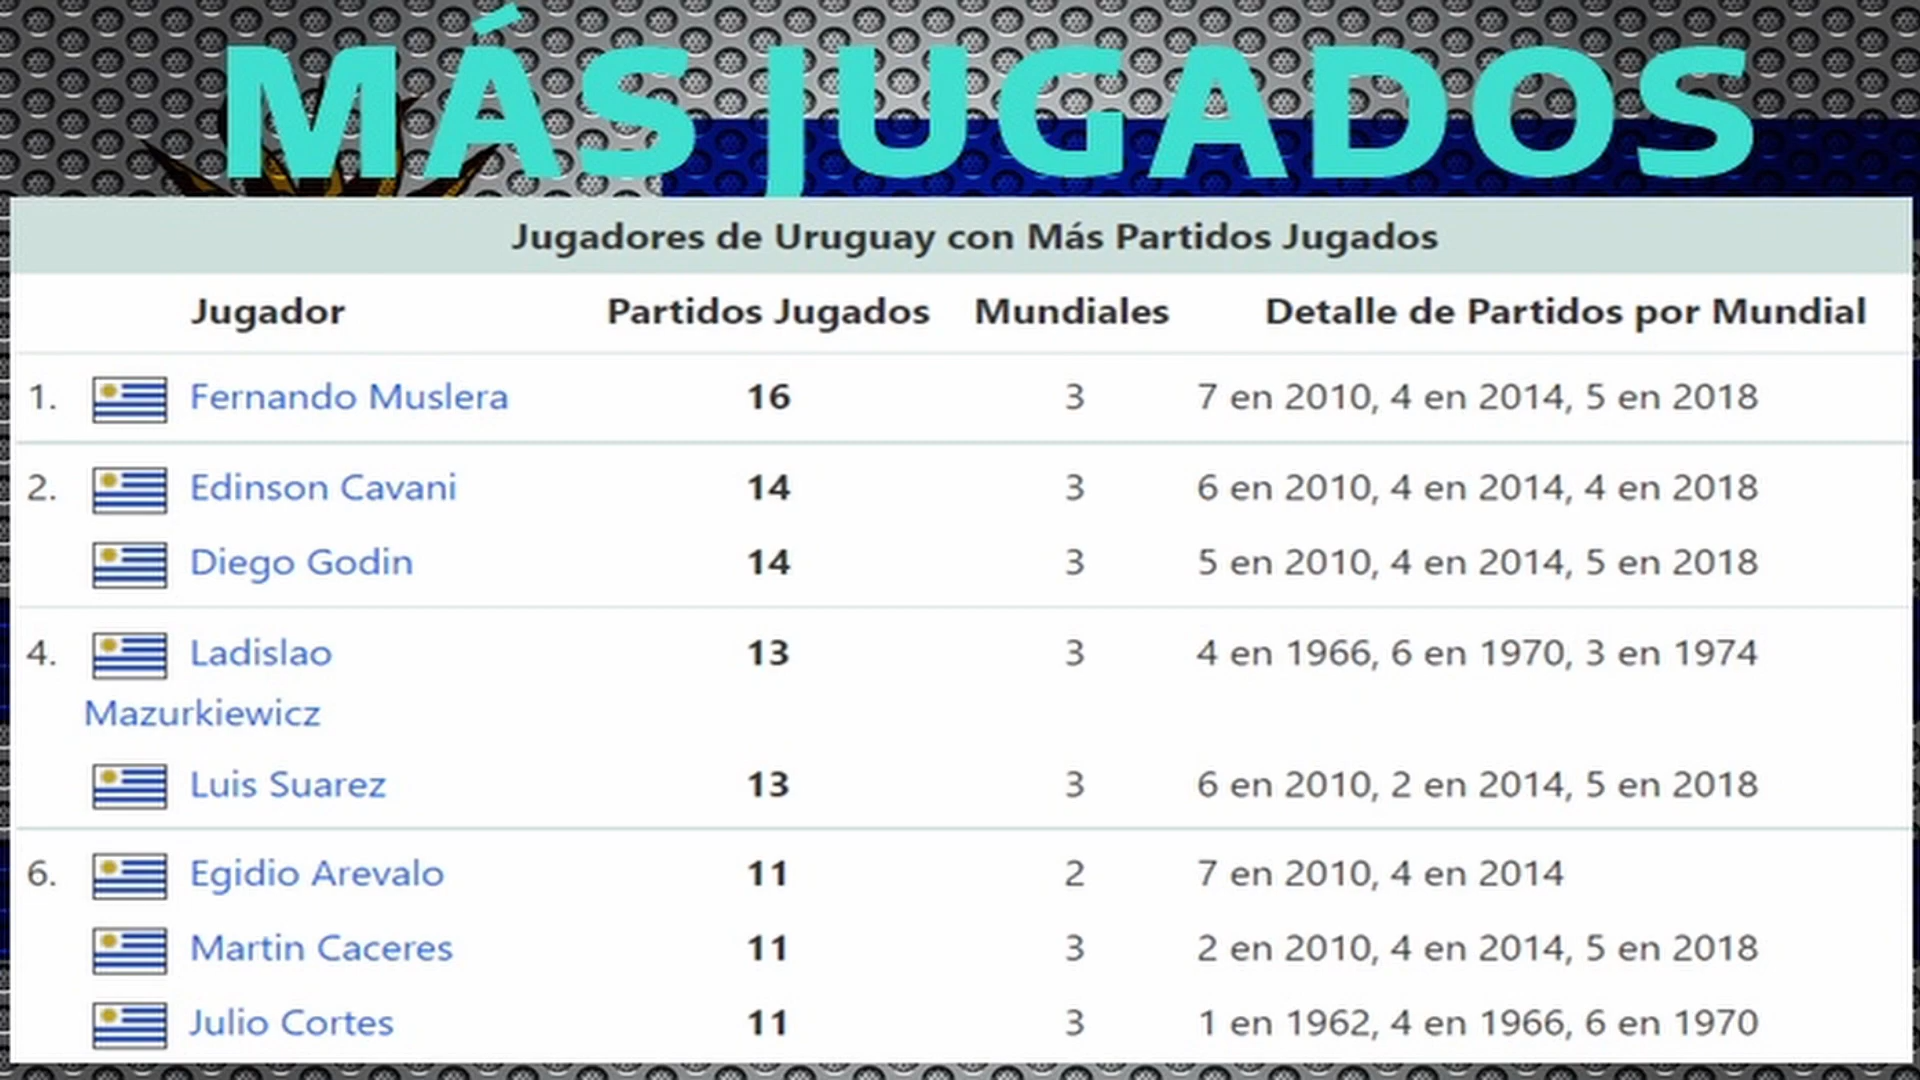 MÁS JUGADOS
Jugadores de Uruguay con Más Partidos Jugados
Jugador Partidos Jugados Mundiales Detalle de Partidos por Mundial
1. Fernando Muslera 16 3 7 en 2010, 4 en 2014, 5 en 2018
2. Edinson Cavani 14 3 6 en 2010, 4 en 2014, 4 en 2018
Diego Godin 14 3 5 en 2010, 4 en 2014, 5 en 2018
4. Ladislao 13 3 4 en 1966, 6 en 1970, 3 en 1974
Mazurkiewicz
Luis Suarez 13 3 6 en 2010, 2 en 2014, 5 en 2018
6. Egidio Arevalo 11 2 7 en 2010, 4 en 2014
Martin Caceres 11 3 2 en 2010, 4 en 2014, 5 en 2018
Julio Cortes 11 3 1 en 1962, 4 en 1966, 6 en 1970